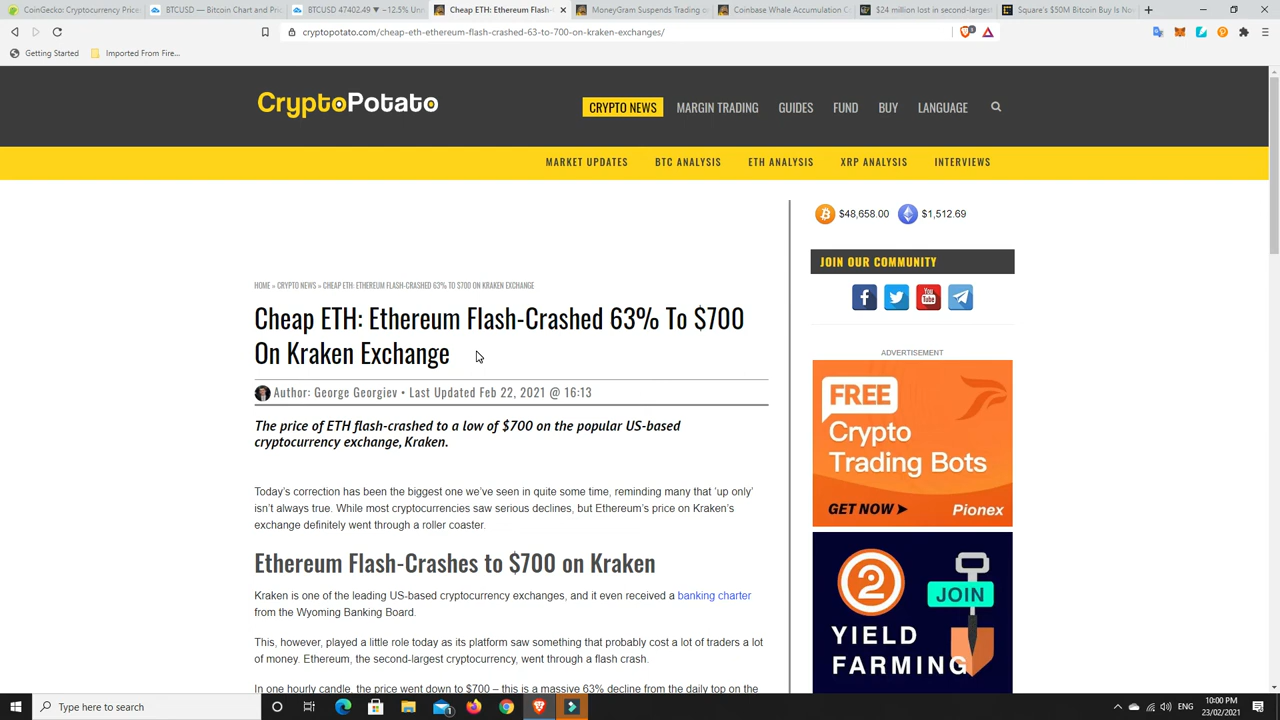 CoinGecko: Cryptocurrency Price
BTCUSD — Bitcoin Chart and Pric
BTCUSD 47402.49 ▼ −12.5% Un
Cheap ETH: Ethereum Flash-
MoneyGram Suspends Trading o
Coinbase Whale Accumulation C
$24 million lost in second-larges
Square's $50M Bitcoin Buy Is No
cryptopotato.com/cheap-eth-ethereum-flash-crashed-63-to-700-on-kraken-exchanges/
Getting Started
Imported From Fire...
CryptoPotato
CRYPTO NEWS
MARGIN TRADING
GUIDES
FUND
BUY
LANGUAGE
MARKET UPDATES
BTC ANALYSIS
ETH ANALYSIS
XRP ANALYSIS
INTERVIEWS
$48,658.00
$1,512.69
HOME » CRYPTO NEWS » CHEAP ETH: ETHEREUM FLASH-CRASHED 63% TO $700 ON KRAKEN EXCHANGE
Cheap ETH: Ethereum Flash-Crashed 63% To $700
On Kraken Exchange
Author: George Georgiev • Last Updated Feb 22, 2021 @ 16:13
The price of ETH flash-crashed to a low of $700 on the popular US-based
cryptocurrency exchange, Kraken.
Today's correction has been the biggest one we've seen in quite some time, reminding many that 'up only'
isn't always true. While most cryptocurrencies saw serious declines, but Ethereum's price on Kraken's
exchange definitely went through a roller coaster.
Ethereum Flash-Crashes to $700 on Kraken
Kraken is one of the leading US-based cryptocurrency exchanges, and it even received a banking charter
from the Wyoming Banking Board.
This, however, played a little role today as its platform saw something that probably cost a lot of traders a lot
of money. Ethereum, the second-largest cryptocurrency, went through a flash crash.
In one hourly candle, the price went down to $700 – this is a massive 63% decline from the daily top on the
JOIN OUR COMMUNITY
You
Tube
ADVERTISEMENT
FREE
Crypto
Trading Bots
GET NOW
Pionex
2
JOIN
YIELD
FARMING
Type here to search
1
ENG
10:00 PM
23/02/2021